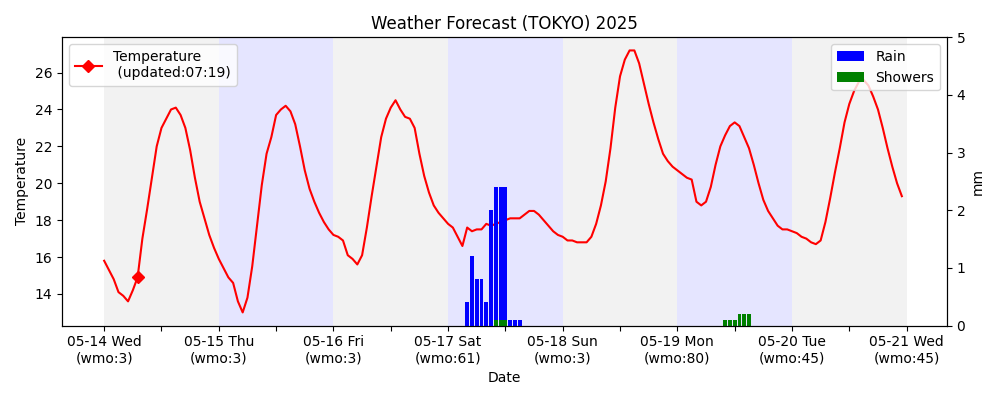 Weather Forecast (TOKYO) 2025
Temperature
(updated:07:19)
Rain
Showers
Temperature
26
24
22
20
18
16
14
5
4
3
2
1
0
mm
05-14 Wed
(wmo:3)
05-15 Thu
(wmo:3)
05-16 Fri
(wmo:3)
05-17 Sat
(wmo:61)
05-18 Sun
(wmo:3)
05-19 Mon
(wmo:80)
05-20 Tue
(wmo:45)
05-21 Wed
(wmo:45)
Date